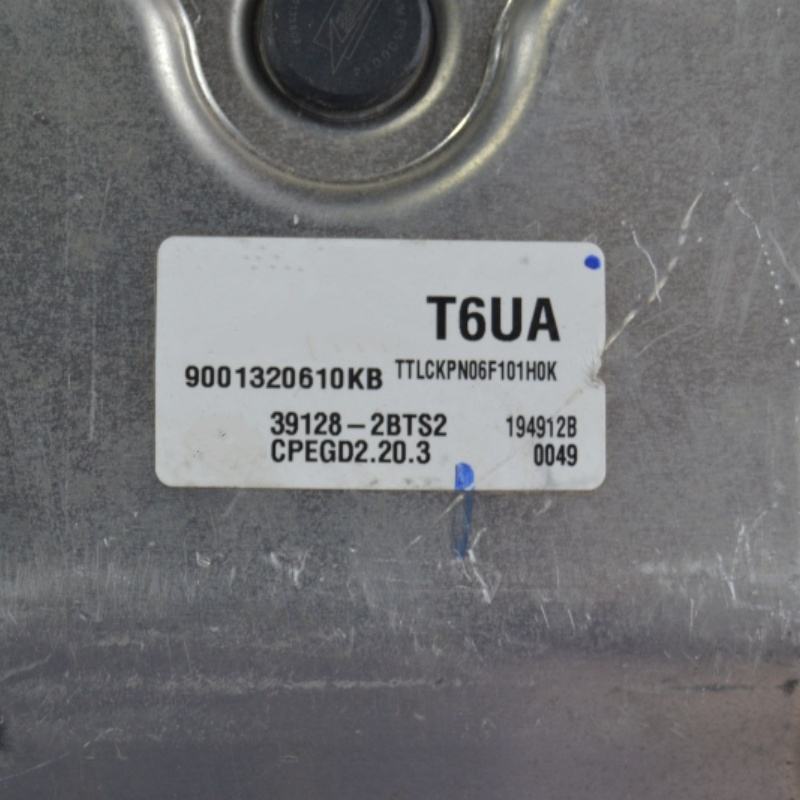 T6UA
9001320610KB TTLCKPN06F101H0K
39128-2BTS2 194912B
CPEGD2.20.3 0049